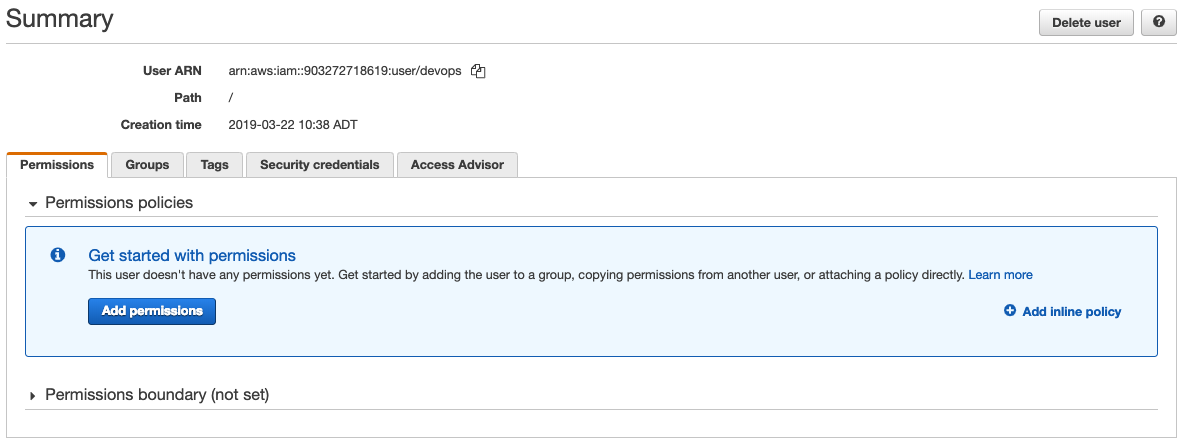 Summary
Delete user
User ARN arn:aws:iam::903272718619:user/devops
Path /
Creation time 2019-03-22 10:38 ADT
Permissions Groups Tags Security credentials Access Advisor
Permissions policies
Get started with permissions
This user doesn't have any permissions yet. Get started by adding the user to a group, copying permissions from another user, or attaching a policy directly. Learn more
Add permissions
Add inline policy
Permissions boundary (not set)